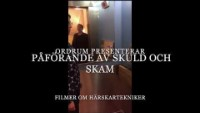 ORDRUM PRESENTERAR
PÅFÖRANDE AV SKULD OCH
SKAM
FILMER OM HÄRSKARTEKNIKER